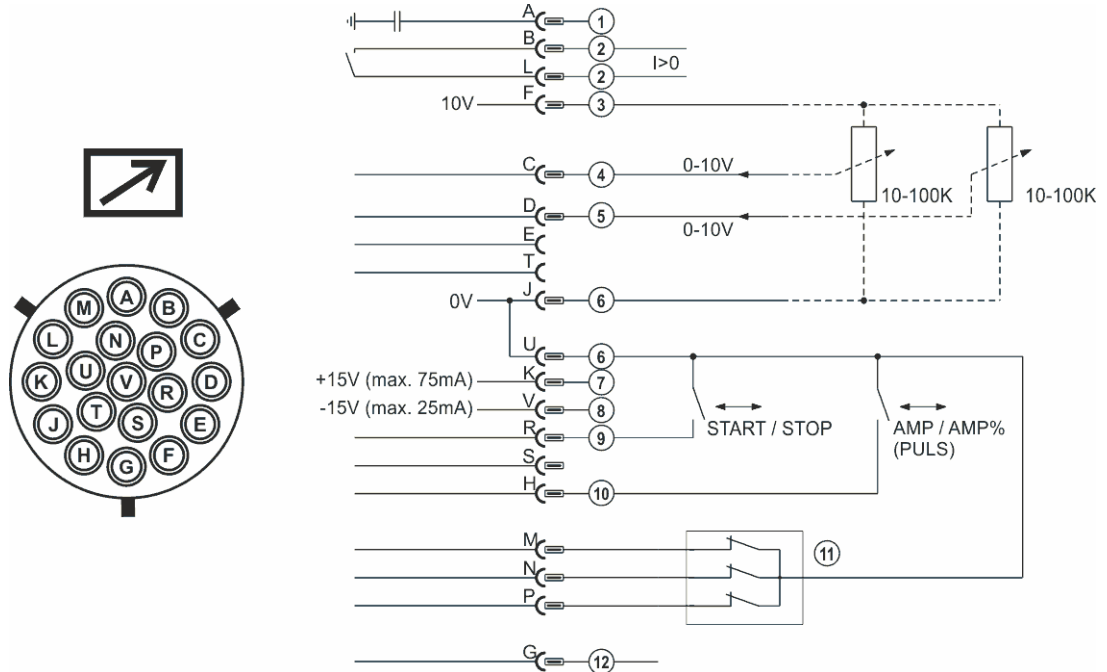 A 1
B 2
L 2 I>0
10V F 3
C 4 0-10V 10-100K 10-100K
D 5
0-10V
E
T
0V J 6
U 6
+15V (max. 75mA) K 7
-15V (max. 25mA) V 8
R 9 START / STOP AMP / AMP%
(PULS)
S
H 10
M 11
N
P
G 12
A
M B
L N P C
K U V R D
J T S E
H G F